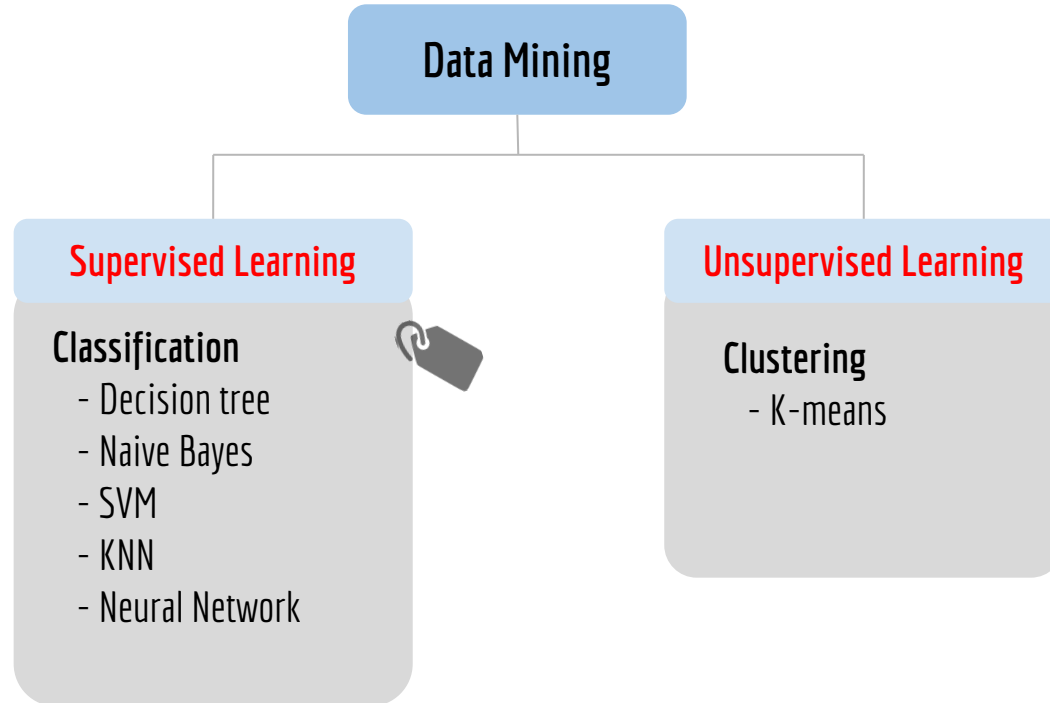 Data Mining
Supervised Learning
Classification
- Decision tree
- Naive Bayes
- SVM
- KNN
- Neural Network
Unsupervised Learning
Clustering
- K-means